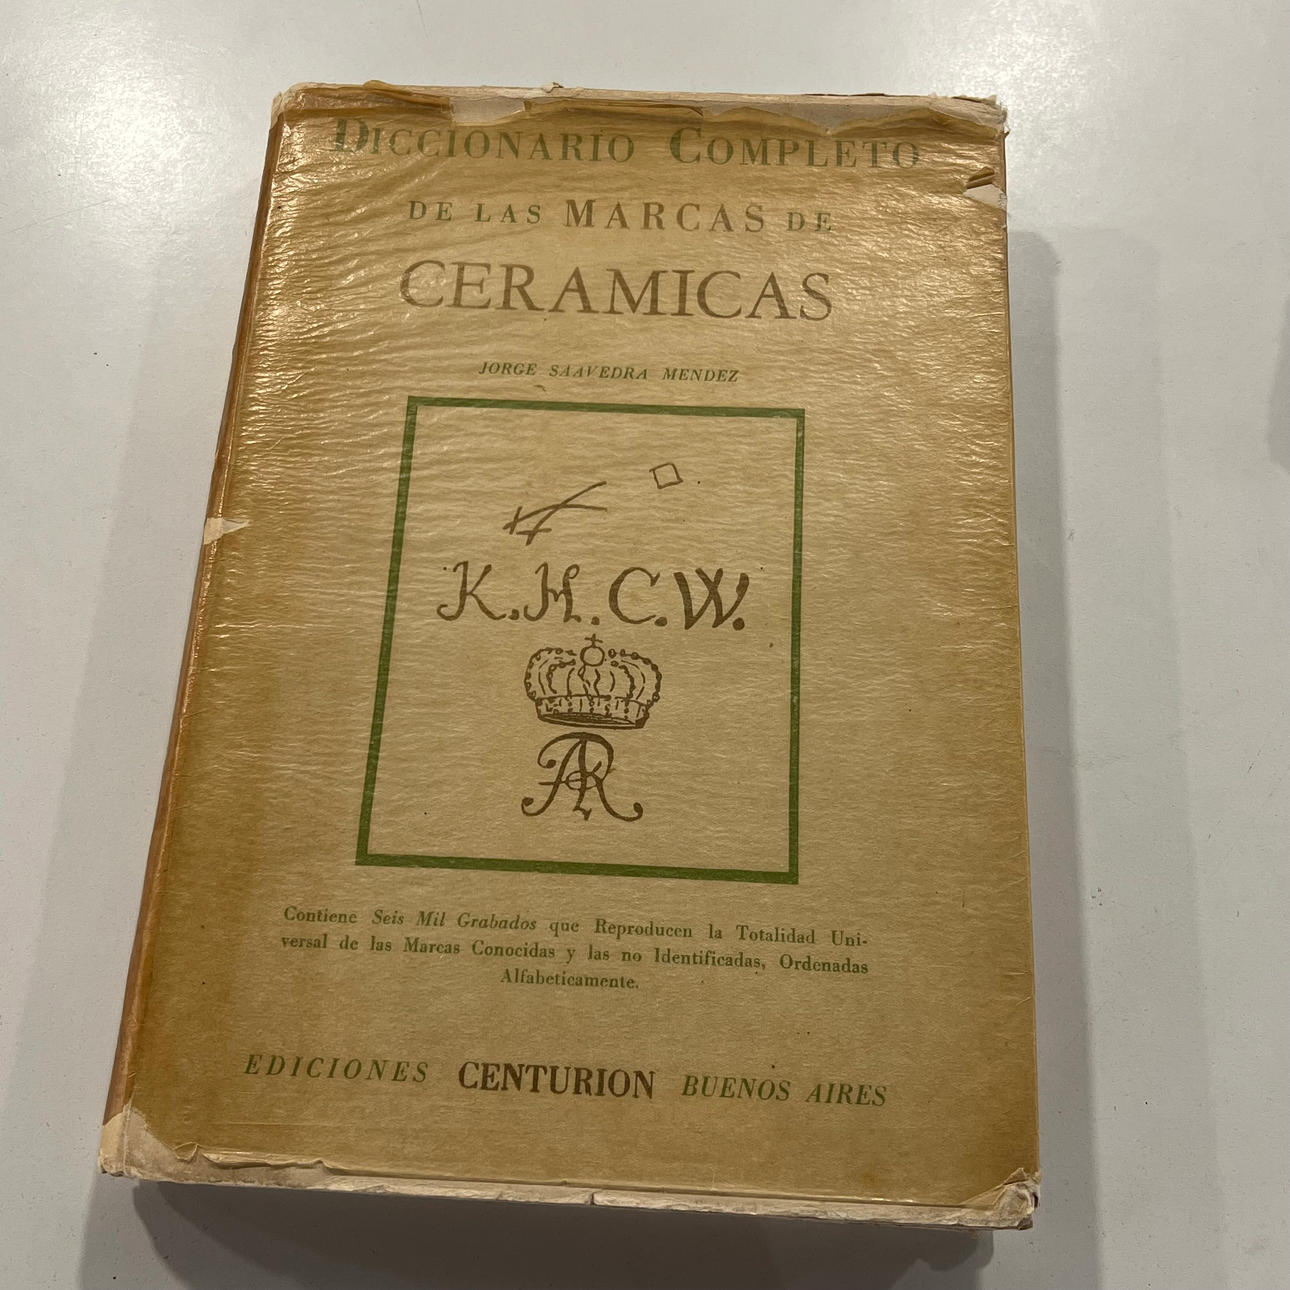 DICCIONARIO COMPLETO
DE LAS MARCAS DE
CERAMICAS
JORGE SAAVEDRA MENDEZ
K.H.C.W.
AR
Contiene Seis Mil Grabados que Reproducen la Totalidad Uni-
versal de las Marcas Conocidas y las no Identificadas, Ordenadas
Alfabeticamente.
EDICIONES CENTURION BUENOS AIRES